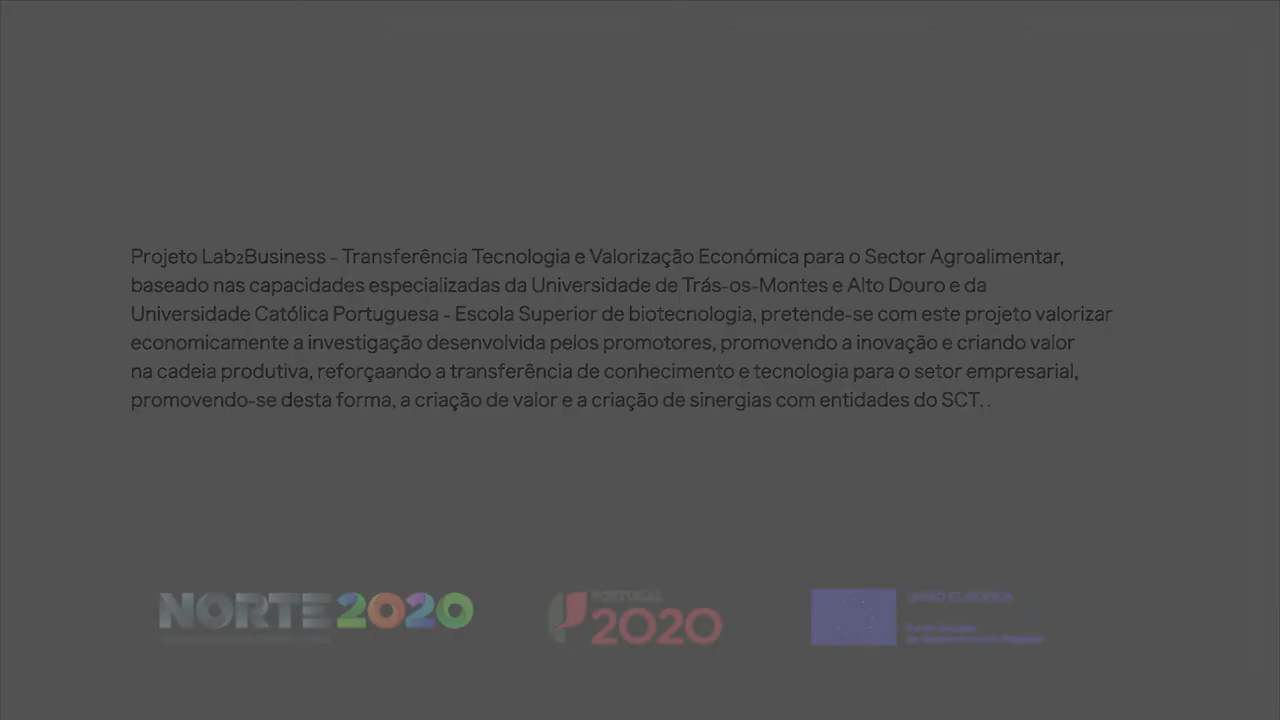 Projeto Lab2Business - Transferência Tecnologia e Valorização Económica para o Sector Agroalimentar,
baseado nas capacidades especializadas da Universidade de Trás-os-Montes e Alto Douro e da
Universidade Católica Portuguesa - Escola Superior de biotecnologia, pretende-se com este projeto valorizar
economicamente a investigação desenvolvida pelos promotores, promovendo a inovação e criando valor
na cadeia produtiva, reforçaando a transferência de conhecimento e tecnologia para o setor empresarial,
promovendo-se desta forma, a criação de valor e a criação de sinergias com entidades do SCT. .
NORTE2020
PORTUGAL
2020
UNIÃO EUROPEIA